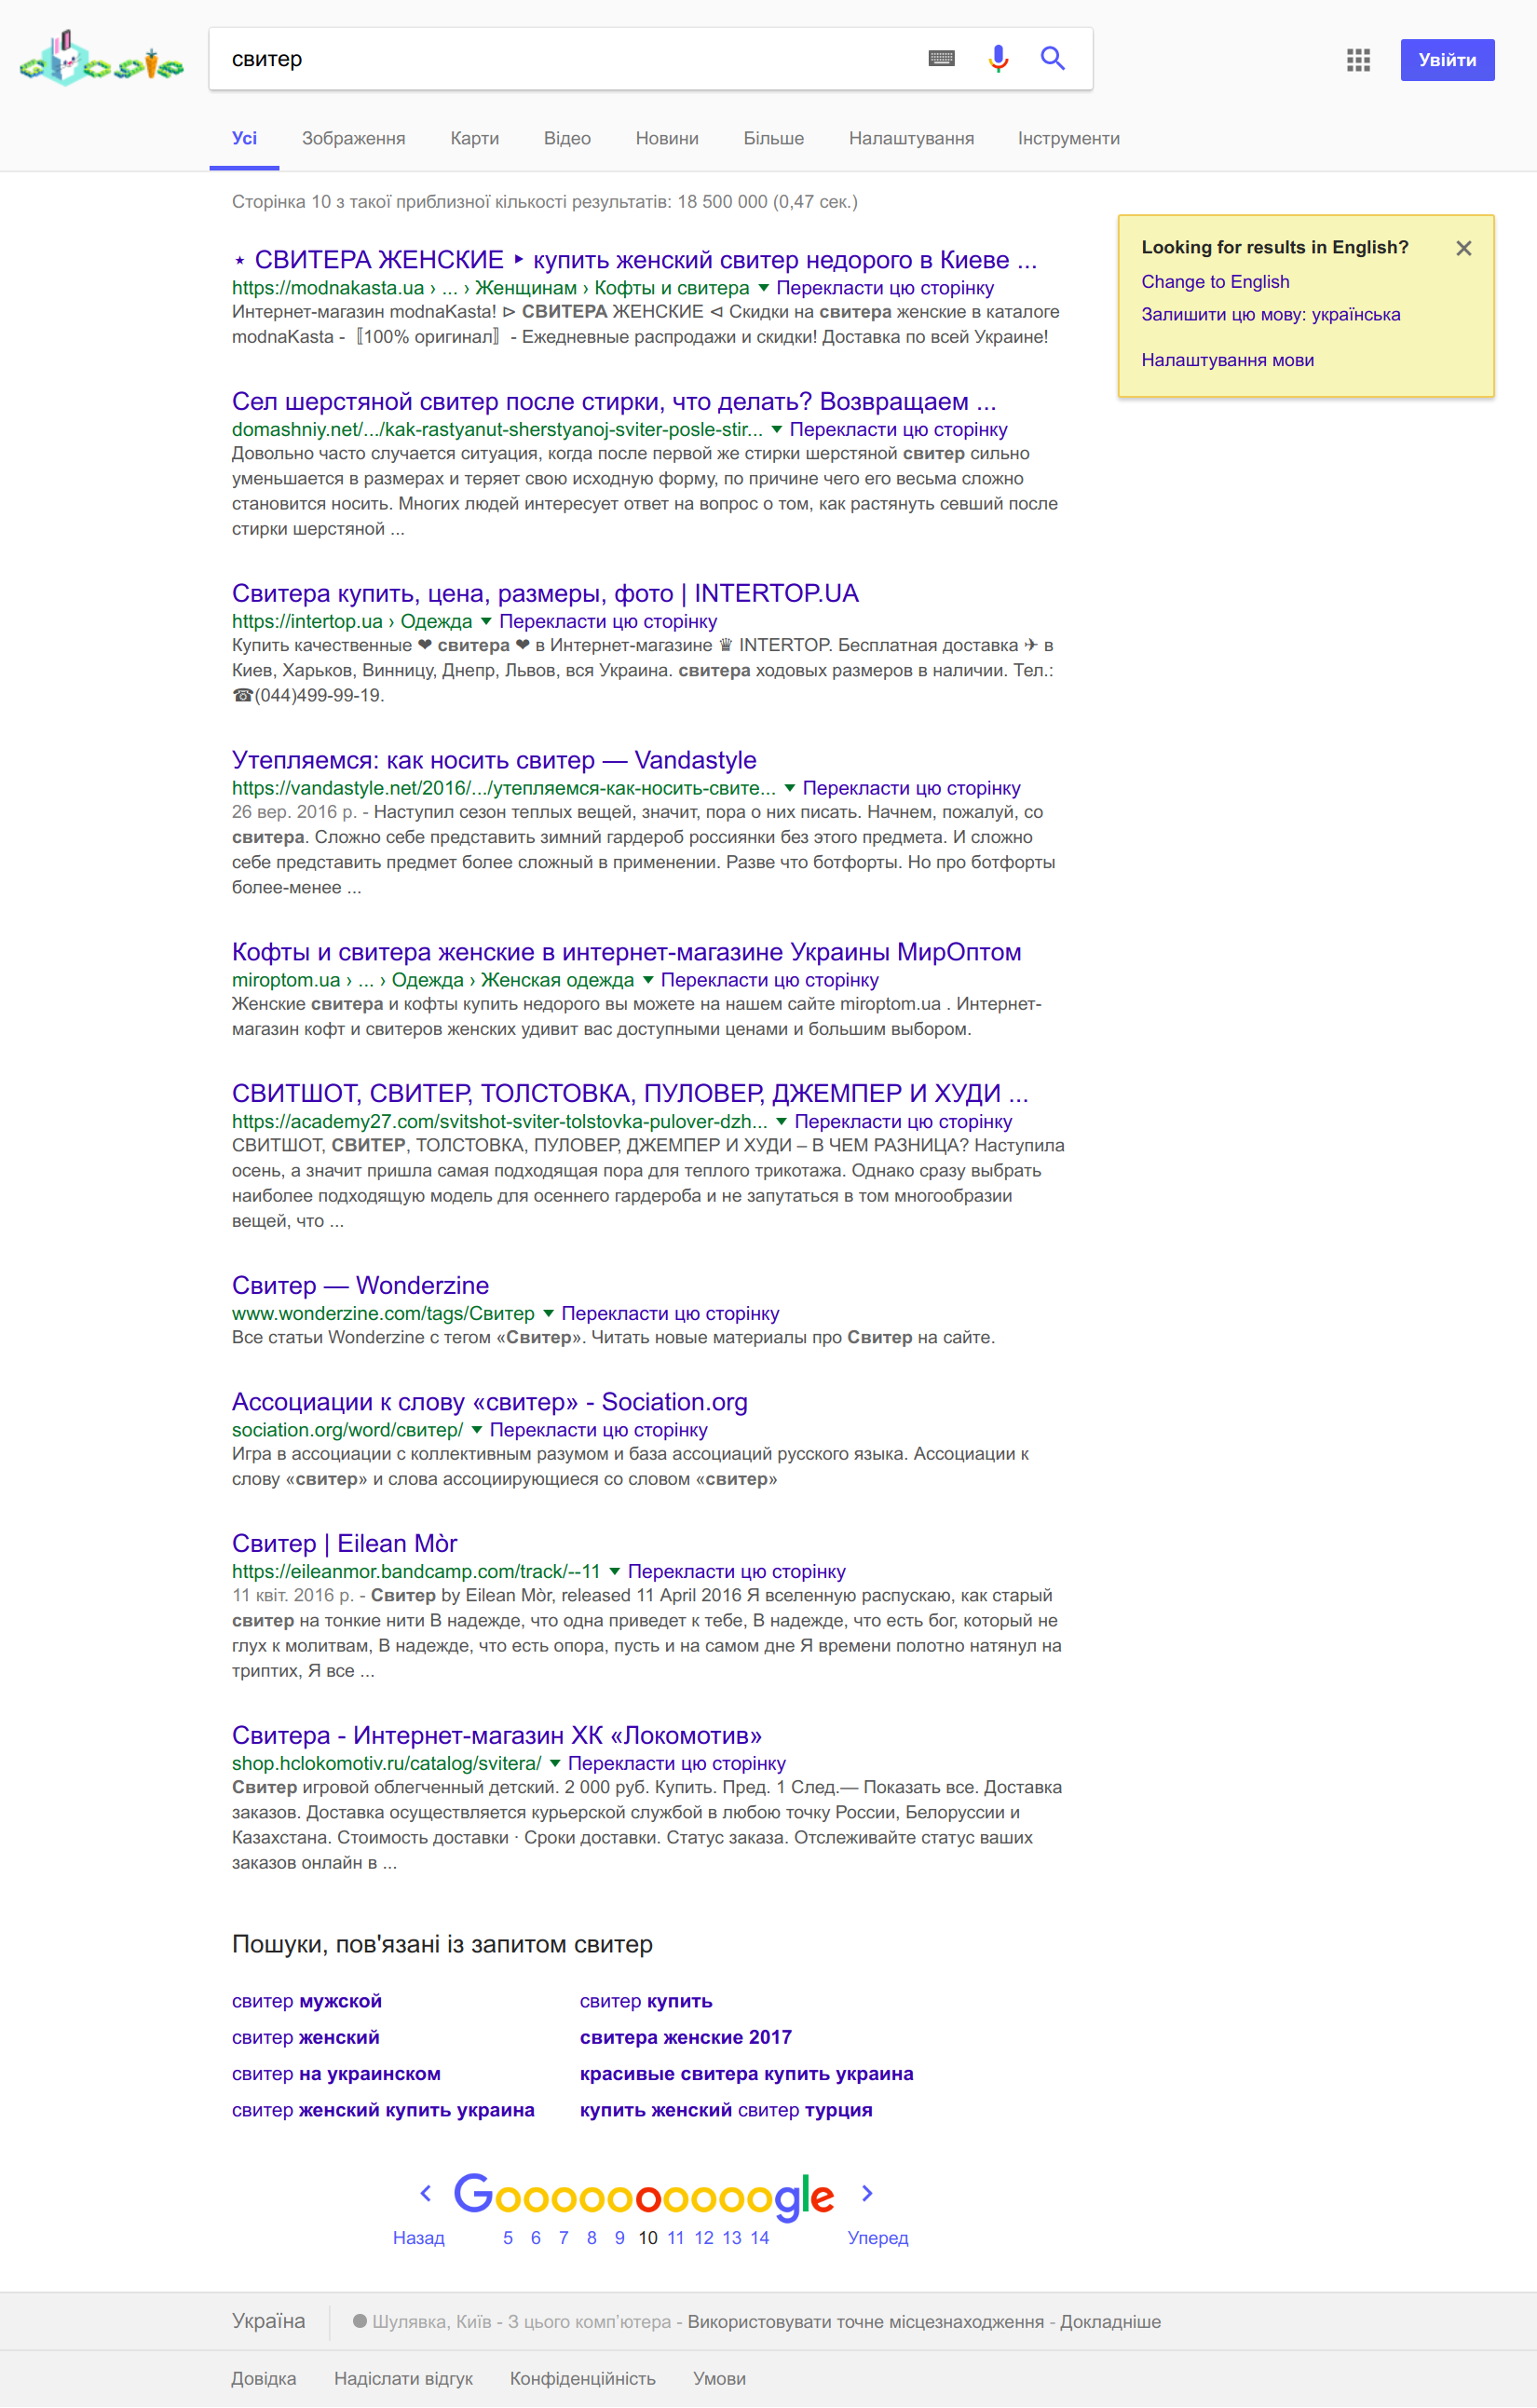 свитер
Увійти
Усі Зображення Карти Відео Новини Більше Налаштування Інструменти
Сторінка 10 з такої приблизної кількості результатів: 18 500 000 (0,47 сек.)
Looking for results in English?
Change to English
Залишити цю мову: українська
Налаштування мови
⋆ СВИТЕРА ЖЕНСКИЕ ‣ купить женский свитер недорого в Киеве ...
https://modnakasta.ua › ... › Женщинам › Кофты и свитера ▼ Перекласти цю сторінку
Интернет-магазин modnaKasta! ⊳ СВИТЕРА ЖЕНСКИЕ ⊲ Скидки на свитера женские в каталоге
modnaKasta - 〚100% оригинал〛 - Ежедневные распродажи и скидки! Доставка по всей Украине!
Сел шерстяной свитер после стирки, что делать? Возвращаем ...
domashniy.net/.../kak-rastyanut-sherstyanoj-sviter-posle-stir... ▼ Перекласти цю сторінку
Довольно часто случается ситуация, когда после первой же стирки шерстяной свитер сильно
уменьшается в размерах и теряет свою исходную форму, по причине чего его весьма сложно
становится носить. Многих людей интересует ответ на вопрос о том, как растянуть севший после
стирки шерстяной ...
Свитера купить, цена, размеры, фото | INTERTOP.UA
https://intertop.ua › Одежда ▼ Перекласти цю сторінку
Купить качественные ❤ свитера ❤ в Интернет-магазине ♛ INTERTOP. Бесплатная доставка ✈ в
Киев, Харьков, Винницу, Днепр, Львов, вся Украина. свитера ходовых размеров в наличии. Тел.:
☎(044)499-99-19.
Утепляемся: как носить свитер — Vandastyle
https://vandastyle.net/2016/.../утепляемся-как-носить-свите... ▼ Перекласти цю сторінку
26 вер. 2016 р. - Наступил сезон теплых вещей, значит, пора о них писать. Начнем, пожалуй, со
свитера. Сложно себе представить зимний гардероб россиянки без этого предмета. И сложно
себе представить предмет более сложный в применении. Разве что ботфорты. Но про ботфорты
более-менее ...
Кофты и свитера женские в интернет-магазине Украины МирОптом
miroptom.ua › ... › Одежда › Женская одежда ▼ Перекласти цю сторінку
Женские свитера и кофты купить недорого вы можете на нашем сайте miroptom.ua . Интернет-
магазин кофт и свитеров женских удивит вас доступными ценами и большим выбором.
СВИТШОТ, СВИТЕР, ТОЛСТОВКА, ПУЛОВЕР, ДЖЕМПЕР И ХУДИ ...
https://academy27.com/svitshot-sviter-tolstovka-pulover-dzh... ▼ Перекласти цю сторінку
СВИТШОТ, СВИТЕР, ТОЛСТОВКА, ПУЛОВЕР, ДЖЕМПЕР И ХУДИ – В ЧЕМ РАЗНИЦА? Наступила
осень, а значит пришла самая подходящая пора для теплого трикотажа. Однако сразу выбрать
наиболее подходящую модель для осеннего гардероба и не запутаться в том многообразии
вещей, что ...
Свитер — Wonderzine
www.wonderzine.com/tags/Свитер ▼ Перекласти цю сторінку
Все статьи Wonderzine с тегом «Свитер». Читать новые материалы про Свитер на сайте.
Ассоциации к слову «свитер» - Sociation.org
sociation.org/word/свитер/ ▼ Перекласти цю сторінку
Игра в ассоциации с коллективным разумом и база ассоциаций русского языка. Ассоциации к
слову «свитер» и слова ассоциирующиеся со словом «свитер»
Свитер | Eilean Mòr
https://eileanmor.bandcamp.com/track/--11 ▼ Перекласти цю сторінку
11 квіт. 2016 р. - Свитер by Eilean Mòr, released 11 April 2016 Я вселенную распускаю, как старый
свитер на тонкие нити В надежде, что одна приведет к тебе, В надежде, что есть бог, который не
глух к молитвам, В надежде, что есть опора, пусть и на самом дне Я времени полотно натянул на
триптих, Я все ...
Свитера - Интернет-магазин ХК «Локомотив»
shop.hclokomotiv.ru/catalog/svitera/ ▼ Перекласти цю сторінку
Свитер игровой облегченный детский. 2 000 руб. Купить. Пред. 1 След.— Показать все. Доставка
заказов. Доставка осуществляется курьерской службой в любою точку России, Белоруссии и
Казахстана. Стоимость доставки · Сроки доставки. Статус заказа. Отслеживайте статус ваших
заказов онлайн в ...
Пошуки, пов'язані із запитом свитер
свитер мужской свитер купить
свитер женский свитера женские 2017
свитер на украинском красивые свитера купить украина
свитер женский купить украина купить женский свитер турция
Goooooooooogle
Назад 5 6 7 8 9 10 11 12 13 14 Уперед
Україна Шулявка, Київ - З цього комп'ютера - Використовувати точне місцезнаходження - Докладніше
Довідка Надіслати відгук Конфіденційність Умови